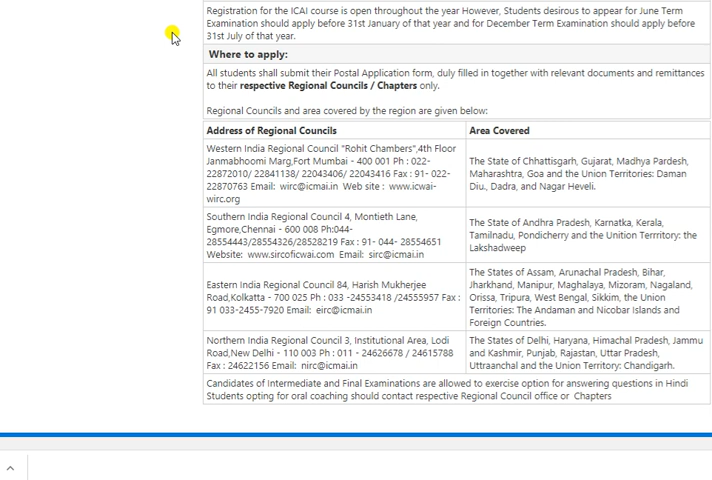 Registration for the ICAI course is open throughout the year However, Students desirous to appear for June Term
Examination should apply before 31st January of that year and for December Term Examination should apply before
31st July of that year.
Where to apply:
All students shall submit their Postal Application form, duly filled in together with relevant documents and remittances
to their respective Regional Councils / Chapters only.
Regional Councils and area covered by the region are given below:
Address of Regional Councils
Area Covered
Western India Regional Council "Rohit Chambers",4th Floor
Janmabhoomi Marg,Fort Mumbai - 400 001 Ph : 022-
22872010/ 22841138/ 22043406/ 22043416 Fax : 91- 022-
22870763 Email: wirc@icmai.in Web site : www.icwai-
wirc.org
The State of Chhattisgarh, Gujarat, Madhya Pardesh,
Maharashtra, Goa and the Union Territories: Daman
Diu., Dadra, and Nagar Heveli.
Southern India Regional Council 4, Montieth Lane,
Egmore,Chennai - 600 008 Ph:044-
28554443/28554326/28528219 Fax : 91- 044- 28554651
Website: www.sircoficwai.com Email: sirc@icmai.in
The State of Andhra Pradesh, Karnatka, Kerala,
Tamilnadu, Pondicherry and the Unition Terrritory: the
Lakshadweep
Eastern India Regional Council 84, Harish Mukherjee
Road,Kolkatta - 700 025 Ph : 033 -24553418 /24555957 Fax :
91 033-2455-7920 Email: eirc@icmai.in
The States of Assam, Arunachal Pradesh, Bihar,
Jharkhand, Manipur, Maghalaya, Mizoram, Nagaland,
Orissa, Tripura, West Bengal, Sikkim, the Union
Territories: The Andaman and Nicobar Islands and
Foreign Countries.
Northern India Regional Council 3, Institutional Area, Lodi
Road,New Delhi - 110 003 Ph : 011 - 24626678 / 24615788
Fax : 24622156 Email: nirc@icmai.in
The States of Delhi, Haryana, Himachal Pradesh, Jammu
and Kashmir, Punjab, Rajastan, Uttar Pradesh,
Uttraanchal and the Union Territory: Chandigarh.
Candidates of Intermediate and Final Examinations are allowed to exercise option for answering questions in Hindi
Students opting for oral coaching should contact respective Regional Council office or Chapters